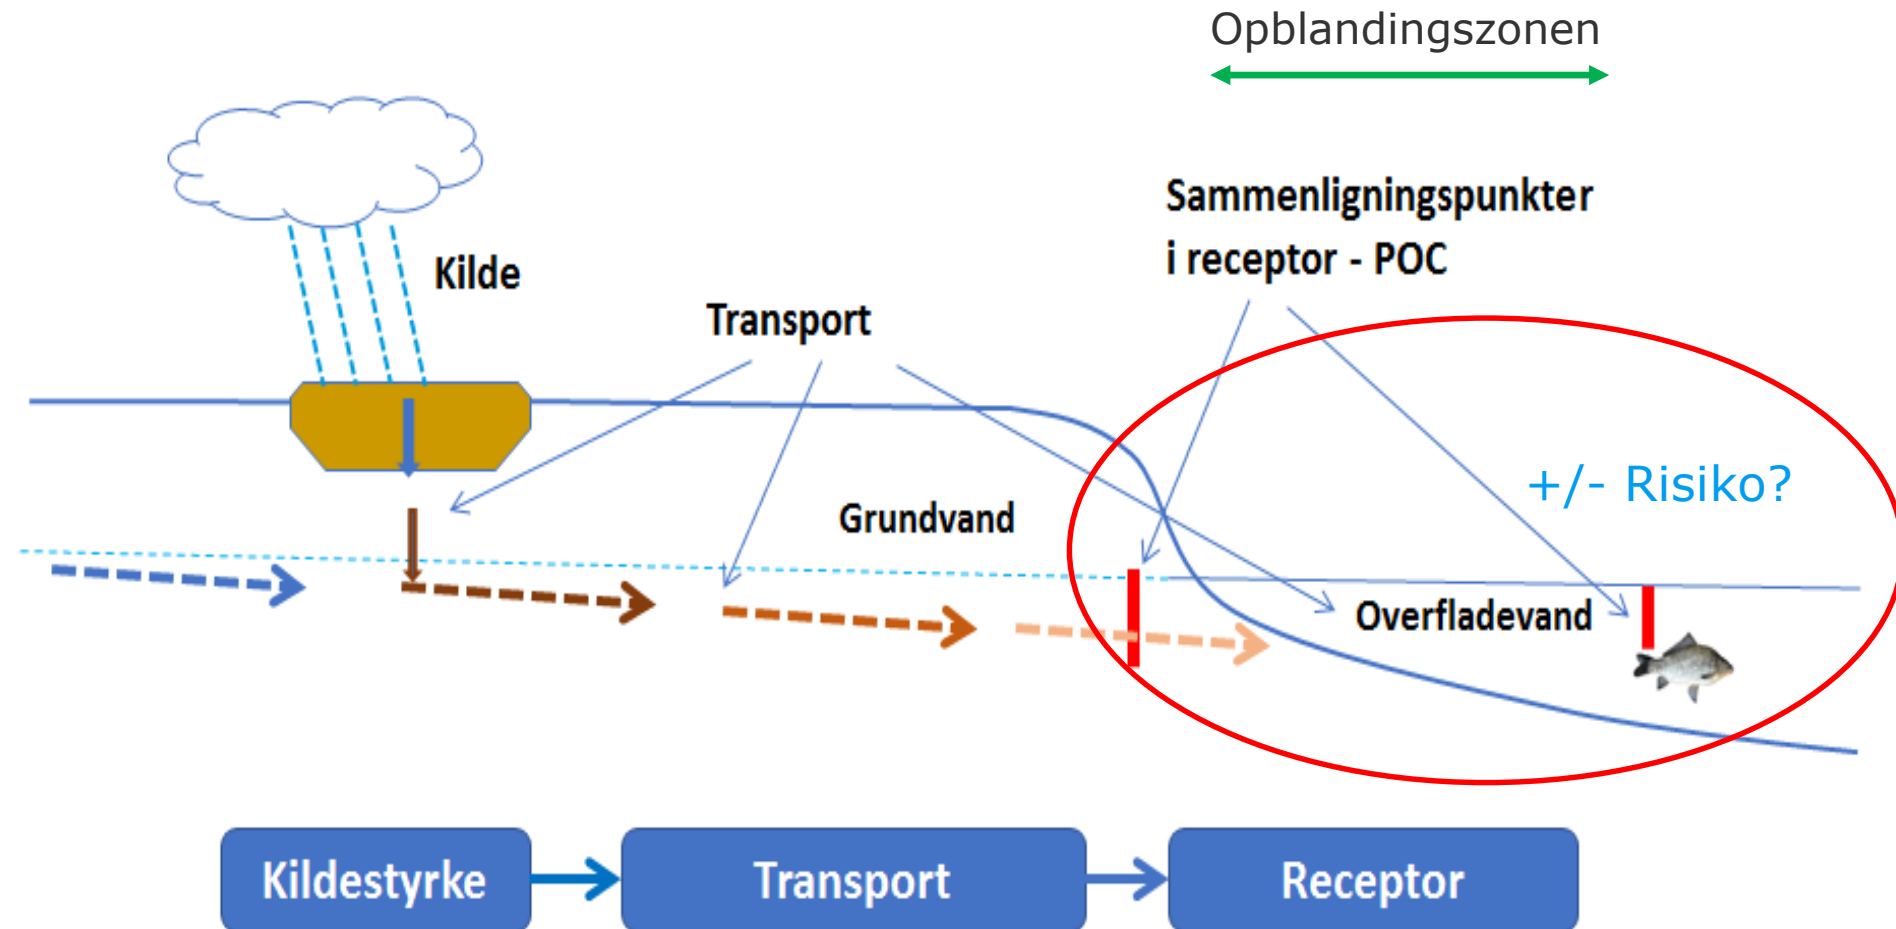 Opblandingszonen
Sammenligningspunkter
i receptor - POC
Kilde
Transport
+/- Risiko?
Grundvand
Overfladevand
Kildestyrke
Transport
Receptor